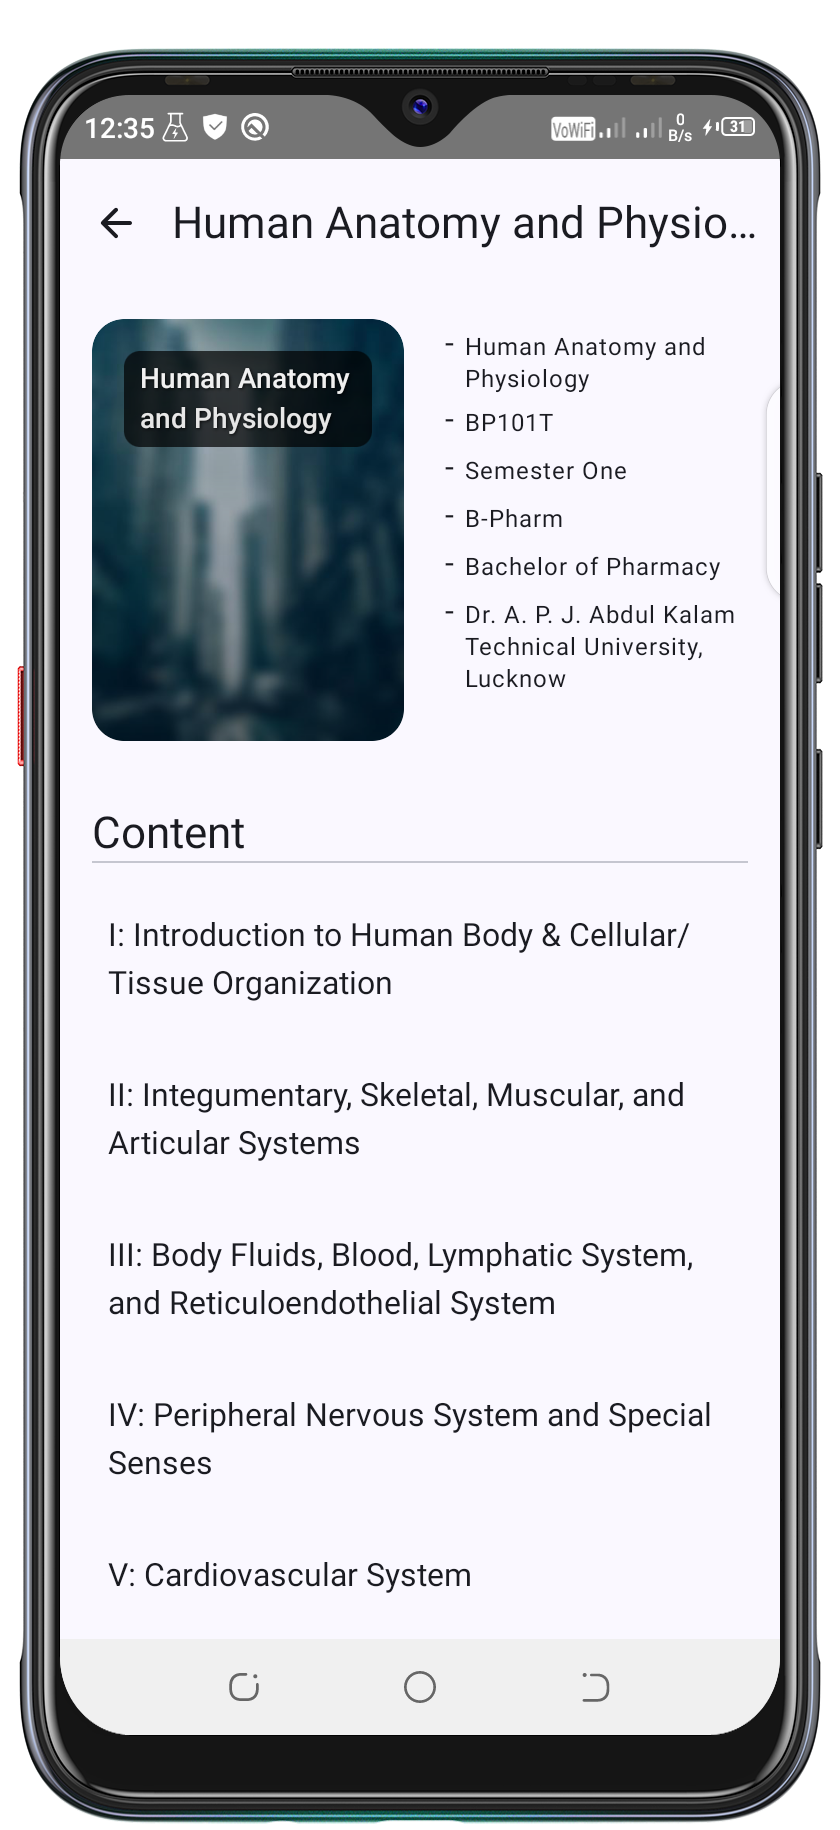 12:35 VoWiFi 0 B/s 31
Human Anatomy and Physio...
Human Anatomy
and Physiology
- Human Anatomy and
Physiology
- BP101T
- Semester One
- B-Pharm
- Bachelor of Pharmacy
- Dr. A. P. J. Abdul Kalam
Technical University,
Lucknow
Content
I: Introduction to Human Body & Cellular/
Tissue Organization
II: Integumentary, Skeletal, Muscular, and
Articular Systems
III: Body Fluids, Blood, Lymphatic System,
and Reticuloendothelial System
IV: Peripheral Nervous System and Special
Senses
V: Cardiovascular System